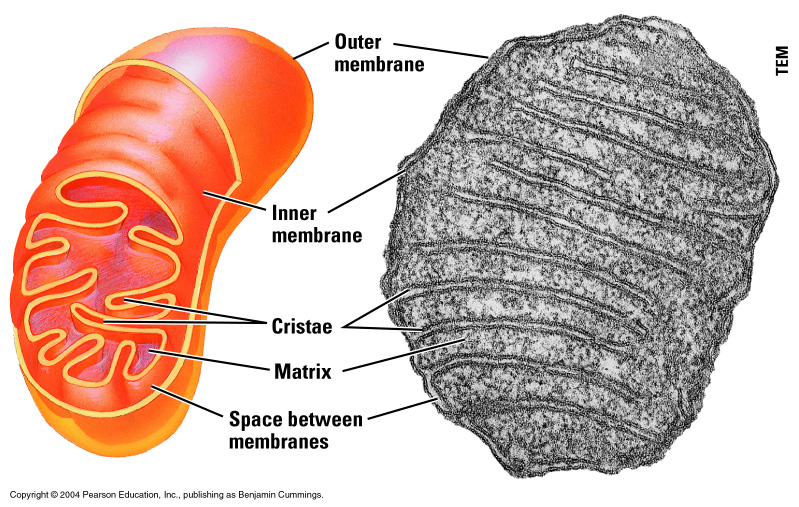 Outer
membrane
TEM
Inner
membrane
Cristae
Matrix
Space between
membranes
Copyright © 2004 Pearson Education, Inc., publishing as Benjamin Cummings.